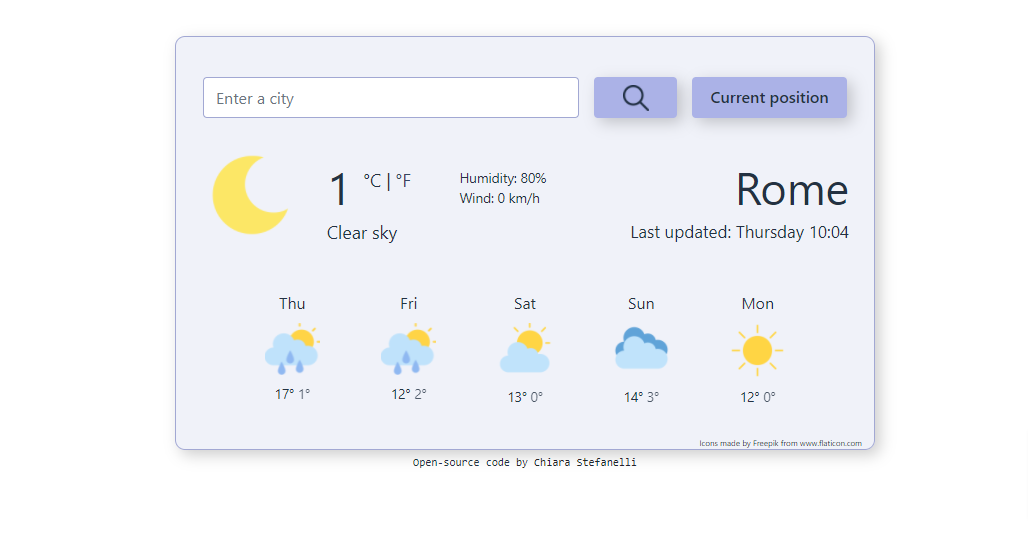 Enter a city
Current position
1 °C | °F
Humidity: 80%
Wind: 0 km/h
Clear sky
Rome
Last updated: Thursday 10:04
Thu Fri Sat Sun Mon
17° 1° 12° 2° 13° 0° 14° 3° 12° 0°
Icons made by Freepik from www.flaticon.com
Open-source code by Chiara Stefanelli